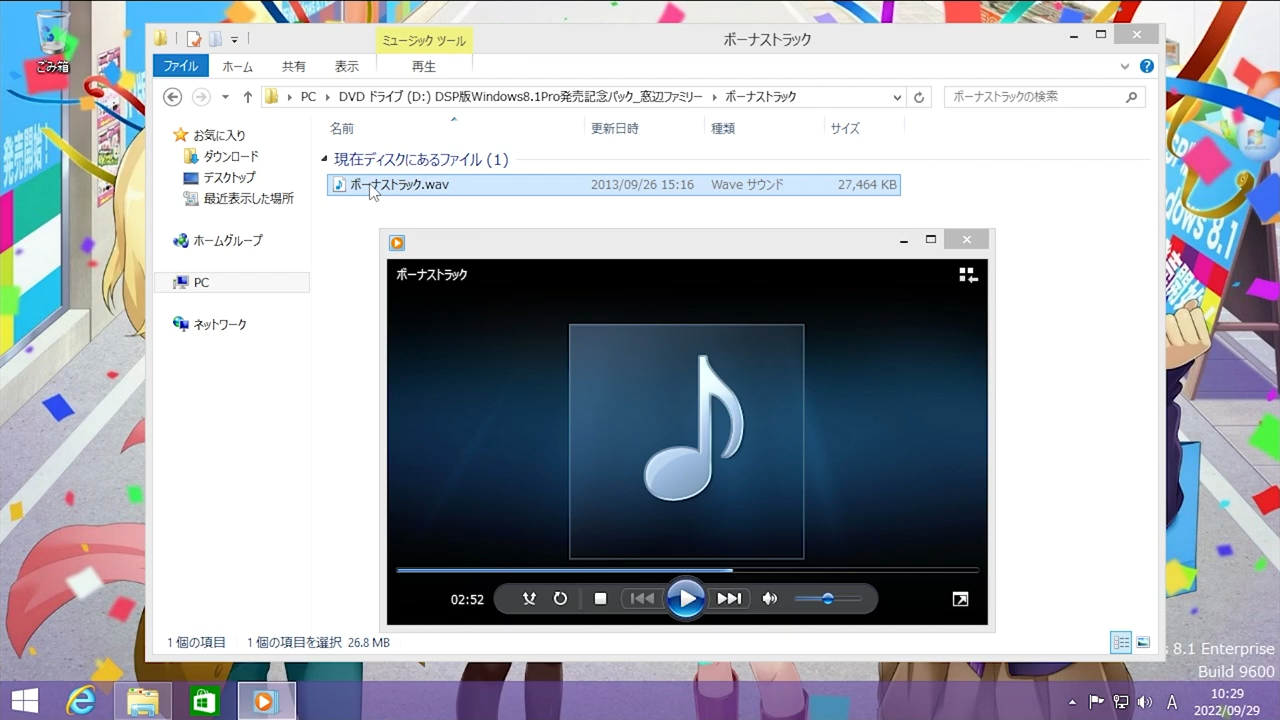 ごみ箱
ミュージック ツール
ボーナストラック
ファイル
ホーム
共有
表示
再生
PC
DVD ドライブ (D:) DSP版Windows8.1Pro発売記念パック_窓辺ファミリー
ボーナストラック
ボーナストラックの検索
お気に入り
ダウンロード
デスクトップ
最近表示した場所
ホームグループ
PC
ネットワーク
名前
更新日時
種類
サイズ
現在ディスクにあるファイル (1)
ボーナストラック.wav
2013/09/26 15:16
Wave サウンド
27,464 KB
ボーナストラック
02:52
1 個の項目
1 個の項目を選択 26.8 MB
発売開始!
8.1
s 8.1 Enterprise
Build 9600
A
10:29
2022/09/29